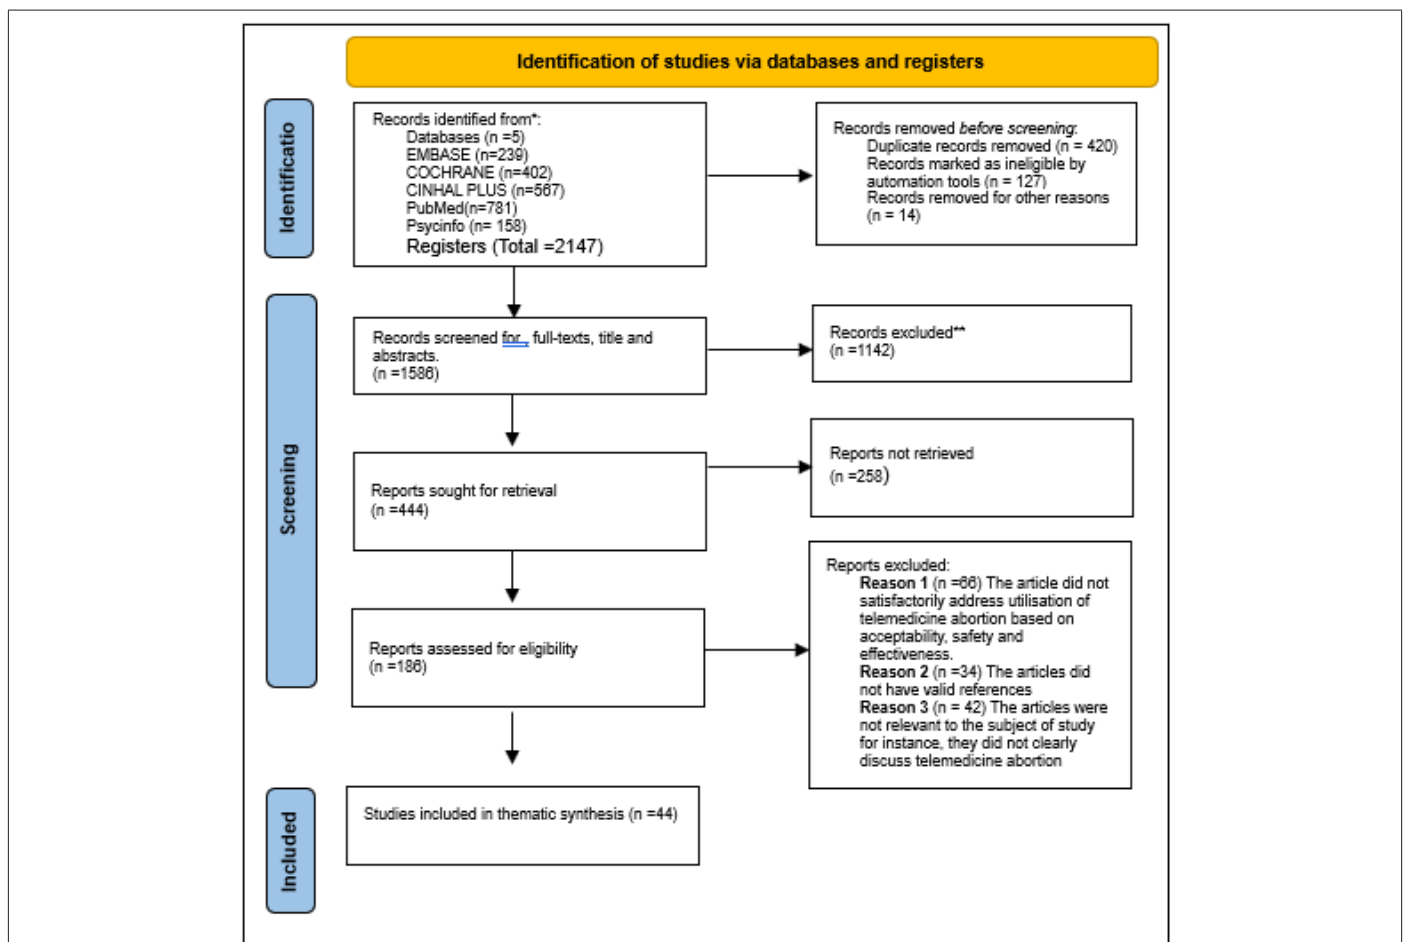 Identification of studies via databases and registers
Identificatio
Records identified from*:
Databases (n =5)
EMBASE (n=239)
COCHRANE (n=402)
CINHAL PLUS (n=567)
PubMed(n=781)
Psycinfo (n= 158)
Registers (Total =2147)
Records removed before screening:
Duplicate records removed (n = 420)
Records marked as ineligible by
automation tools (n = 127)
Records removed for other reasons
(n = 14)
Screening
Records screened for , full-texts, title and
abstracts.
(n =1586)
Records excluded**
(n =1142)
Reports sought for retrieval
(n =444)
Reports not retrieved
(n =258)
Reports assessed for eligibility
(n =186)
Reports excluded:
Reason 1 (n =66) The article did not
satisfactorily address utilisation of
telemedicine abortion based on
acceptability, safety and
effectiveness.
Reason 2 (n =34) The articles did
not have valid references
Reason 3 (n = 42) The articles were
not relevant to the subject of study
for instance, they did not clearly
discuss telemedicine abortion
Included
Studies included in thematic synthesis (n =44)